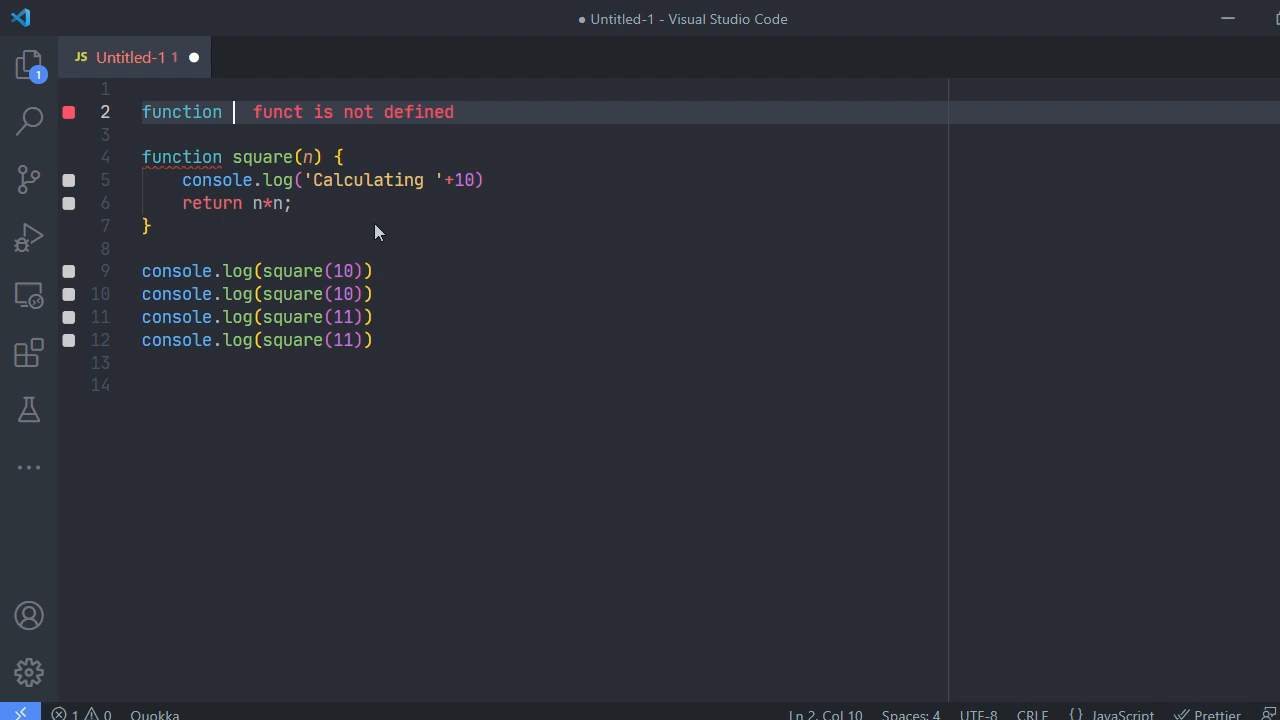 ● Untitled-1 - Visual Studio Code
JS Untitled-1 1 ●
1
1
2 function funct is not defined
3
4 function square(n) {
5 console.log('Calculating '+10)
6 return n*n;
7 }
8
9 console.log(square(10))
10 console.log(square(10))
11 console.log(square(11))
12 console.log(square(11))
13
14
1 0 Quokka Ln 2, Col 10 Spaces: 4 UTF-8 CRLF {} JavaScript Prettier